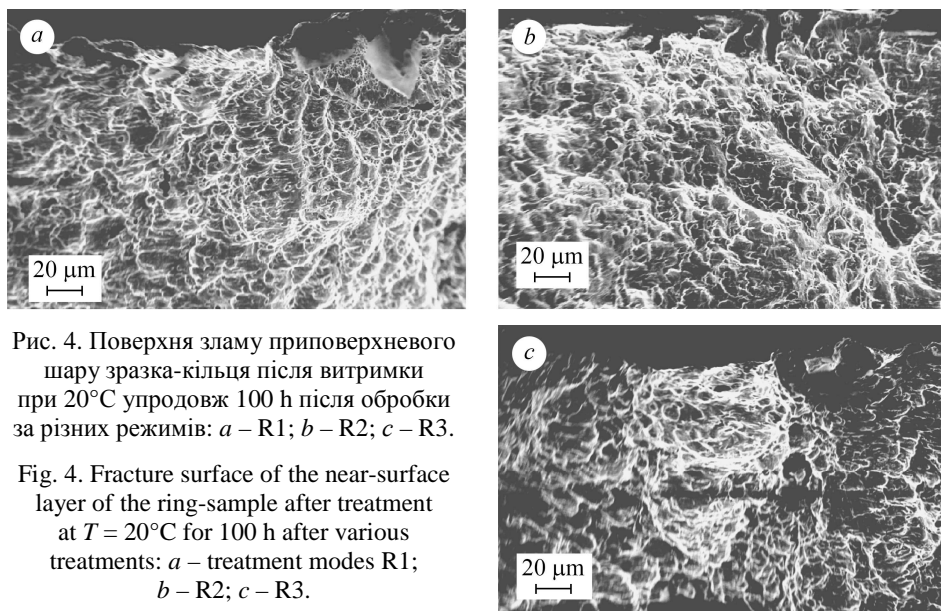 a
20 μm
b
20 μm
Рис. 4. Поверхня зламу приповерхневого
шару зразка-кільця після витримки
при 20°C упродовж 100 h після обробки
за різних режимів: a – R1; b – R2; c – R3.
Fig. 4. Fracture surface of the near-surface
layer of the ring-sample after treatment
at T = 20°C for 100 h after various
treatments: a – treatment modes R1;
b – R2; c – R3.
c
20 μm